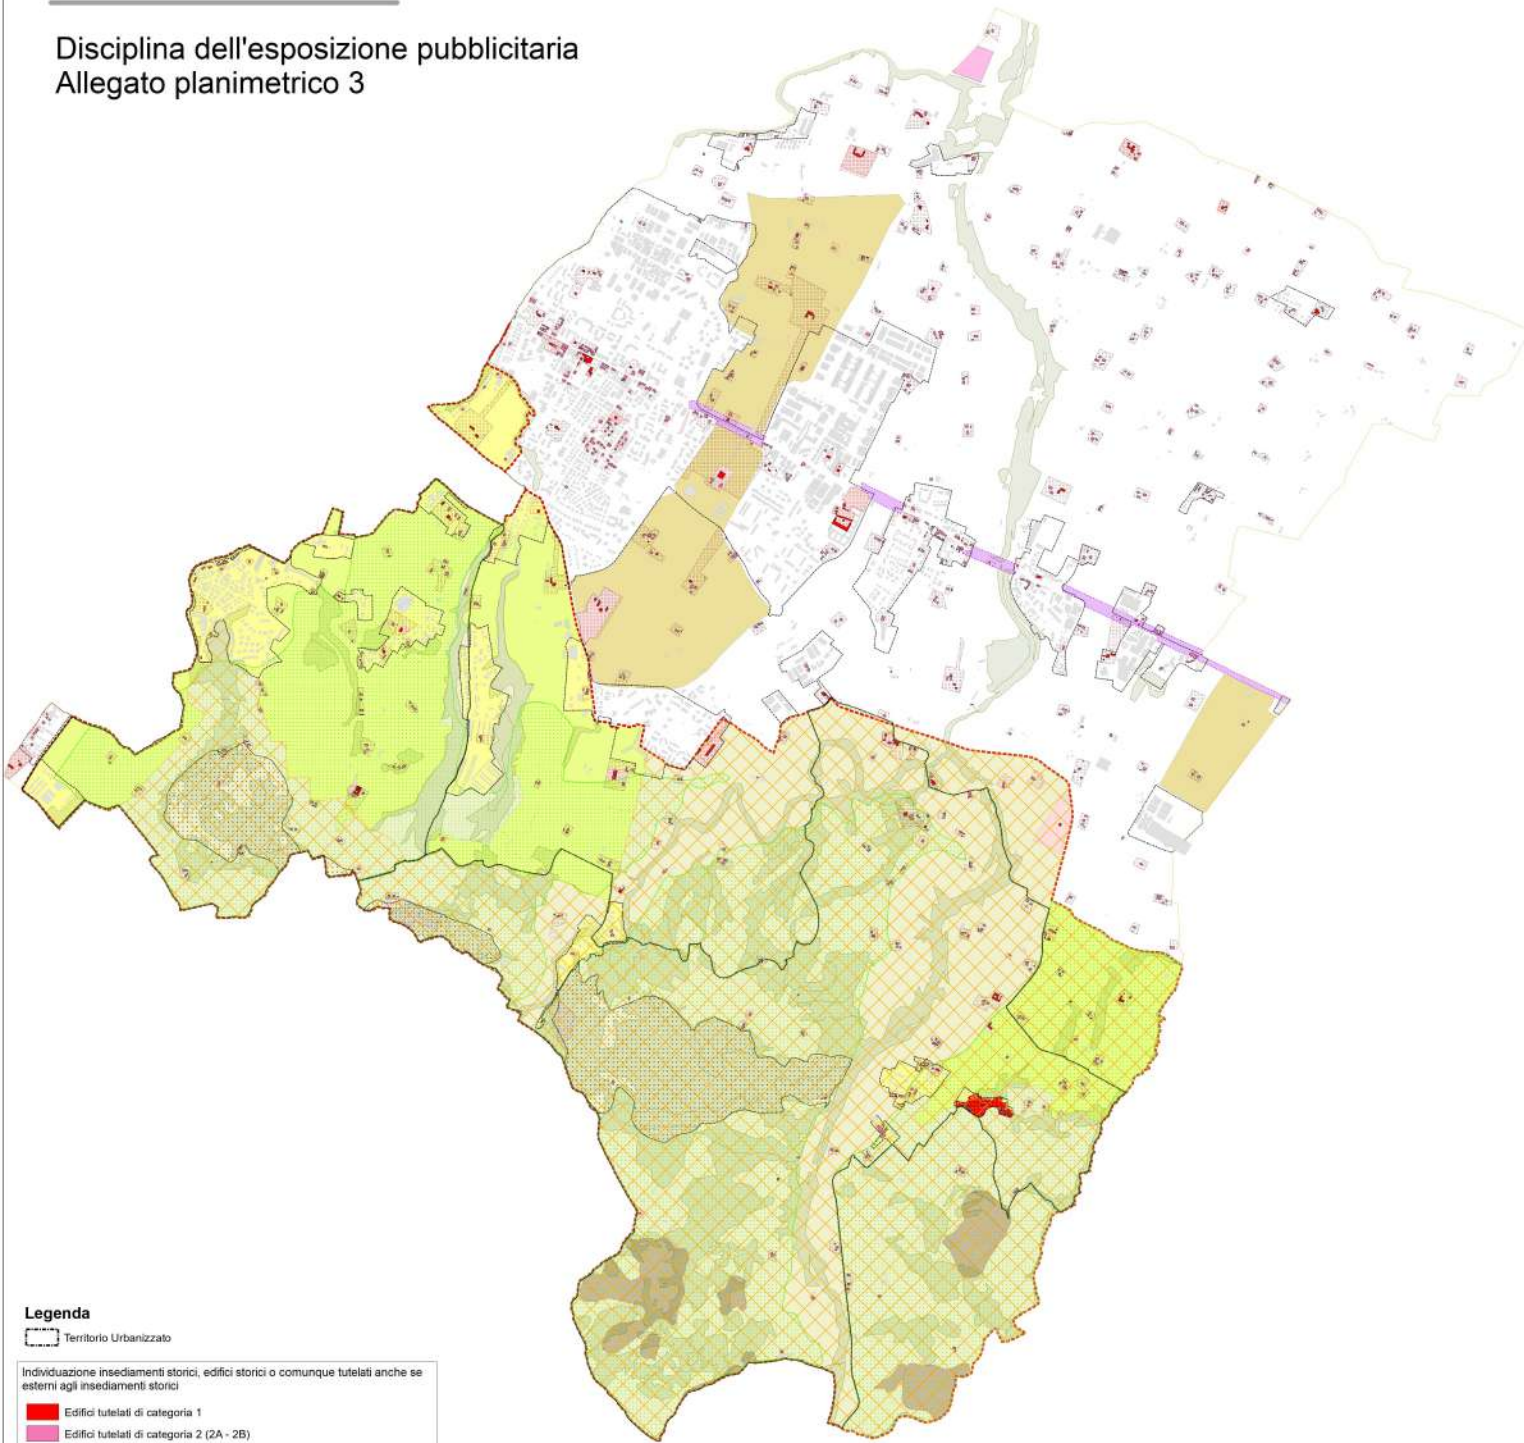 Disciplina dell'esposizione pubblicitaria
Allegato planimetrico 3
Legenda
Territorio Urbanizzato
Individuazione insediamenti storici, edifici storici o comunque tutelati anche se
esterni agli insediamenti storici
Edifici tutelati di categoria 1
Edifici tutelati di categoria 2 (2A - 2B)